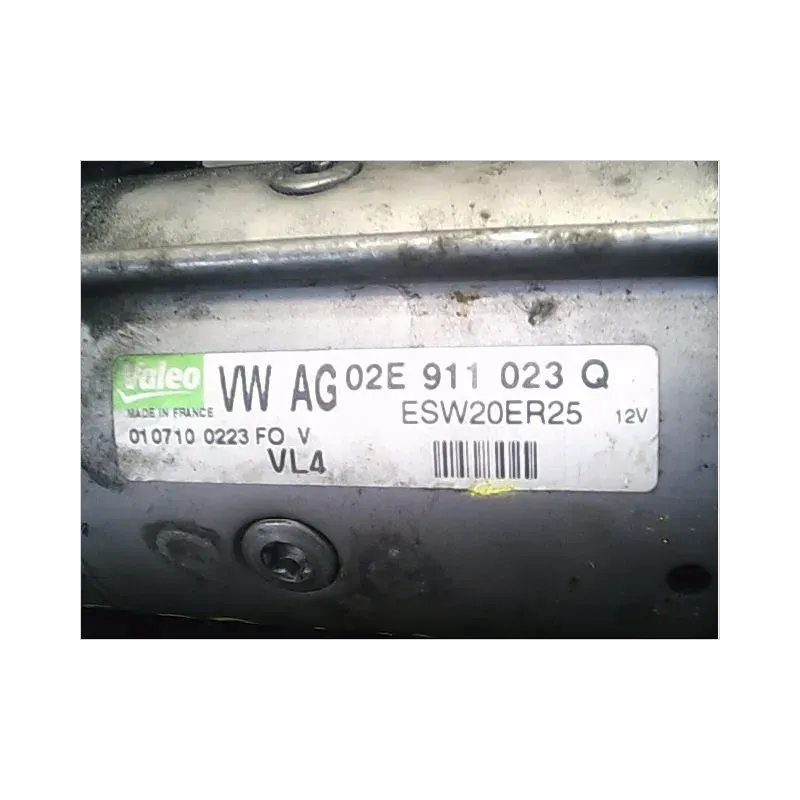 Valeo VW AG 02E 911 023 Q
MADE IN FRANCE ESW20ER25 12V
010710 0223 FO V
VL4